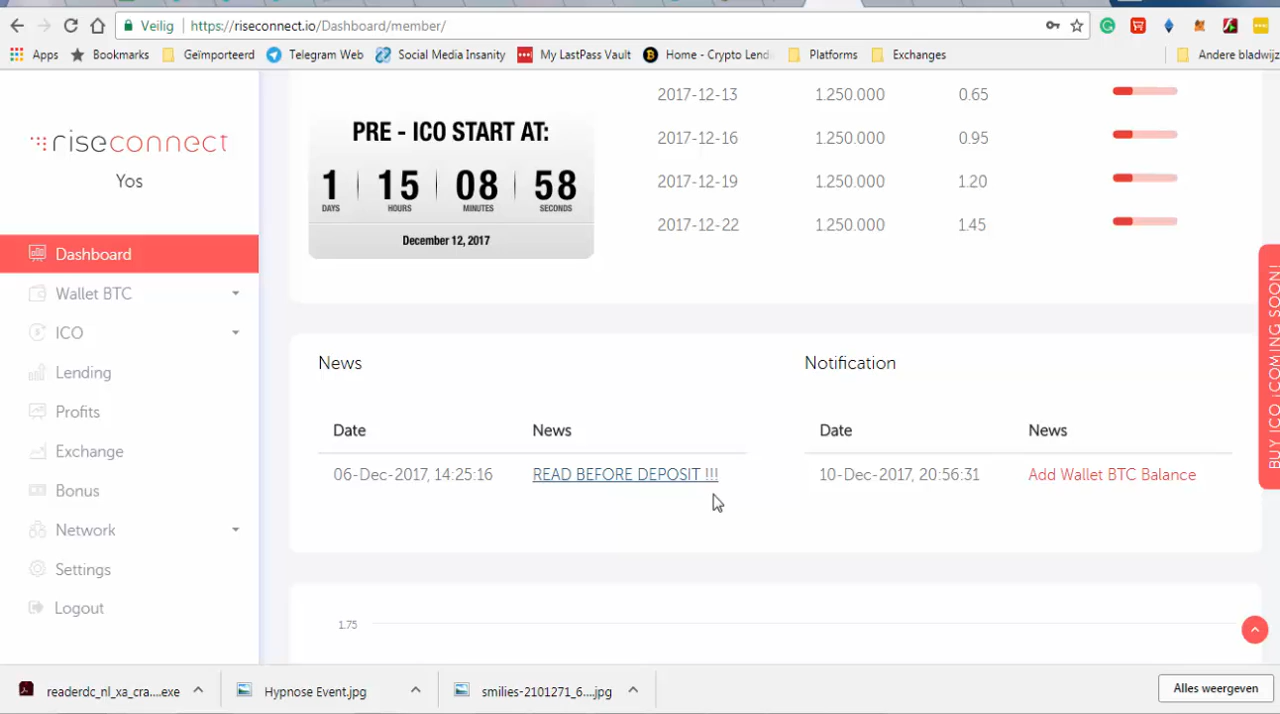 Veilig https://riseconnect.io/Dashboard/member/
Apps Bookmarks Geïmporteerd Telegram Web Social Media Insanity My LastPass Vault Home - Crypto Lend Platforms Exchanges Andere bladwijz
riseconnect
Yos
Dashboard
Wallet BTC
ICO
Lending
Profits
Exchange
Bonus
Network
Settings
Logout
PRE - ICO START AT:
1 15 08 58
DAYS HOURS MINUTES SECONDS
December 12, 2017
2017-12-13 1.250.000 0.65
2017-12-16 1.250.000 0.95
2017-12-19 1.250.000 1.20
2017-12-22 1.250.000 1.45
News
Date News
06-Dec-2017, 14:25:16 READ BEFORE DEPOSIT !!!
Notification
Date News
10-Dec-2017, 20:56:31 Add Wallet BTC Balance
BUY ICO ¡COMING SOON!
1.75
readerdc_nl_xa_cra....exe Hypnose Event.jpg smilies-2101271_6....jpg Alles weergeven